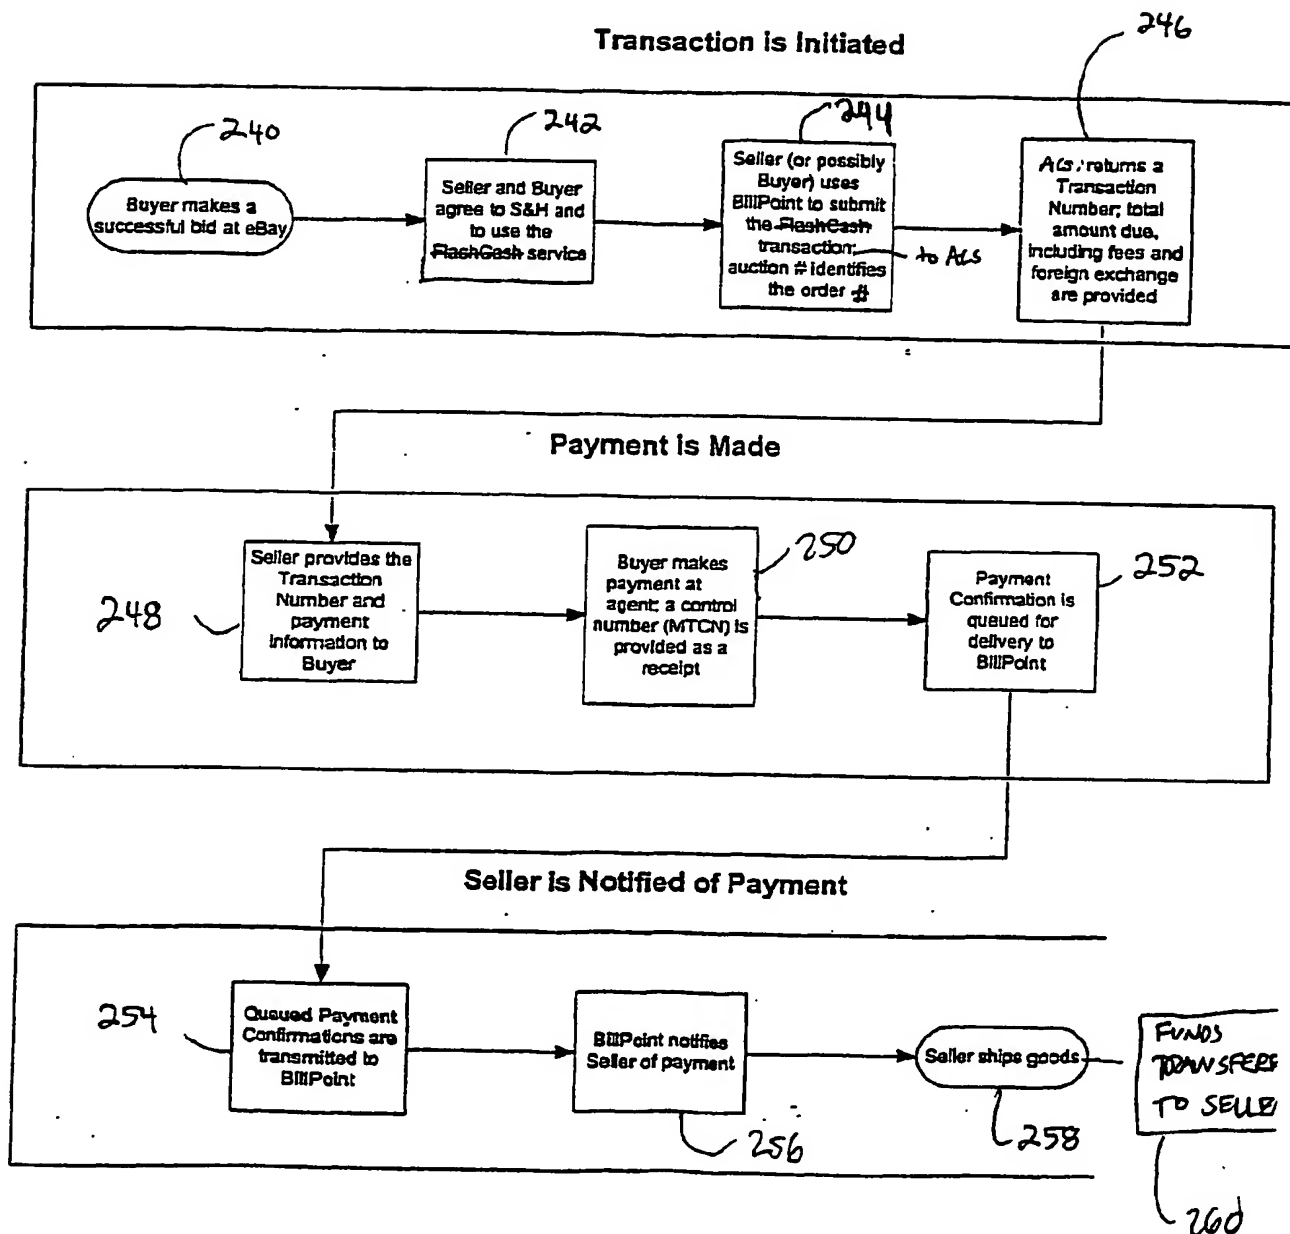 Transaction is Initiated
246
240
242
244
Buyer makes a
successful bid at eBay
Seller and Buyer
agree to S&H and
to use the
FlashCash service
Seller (or possibly
Buyer) uses
BillPoint to submit
the FlashCash
transaction;
auction # identifies
the order #
to ACS
ACS returns a
Transaction
Number; total
amount due,
including fees and
foreign exchange
are provided
Payment is Made
248
Seller provides the
Transaction
Number and
payment
information to
Buyer
250
Buyer makes
payment at
agent; a control
number (MTCN) is
provided as a
receipt
252
Payment
Confirmation is
queued for
delivery to
BillPoint
Seller is Notified of Payment
254
Queued Payment
Confirmations are
transmitted to
BillPoint
BillPoint notifies
Seller of payment
256
Seller ships goods
258
FUNDS
TRANSFER
TO SELLE
260